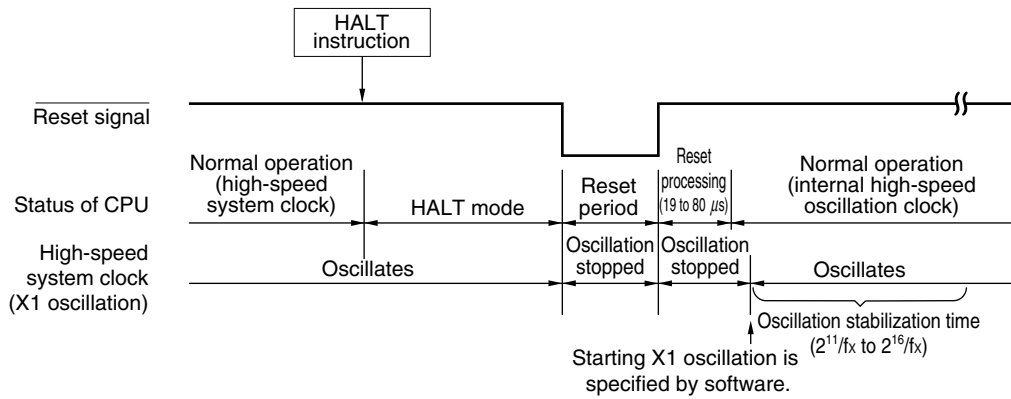 HALT
instruction
Reset signal
Normal operation
(high-speed
system clock)
HALT mode
Reset
period
Reset
processing
(19 to 80 μs)
Normal operation
(internal high-speed
oscillation clock)
Status of CPU
High-speed
system clock
(X1 oscillation)
Oscillates
Oscillation
stopped
Oscillation
stopped
Oscillates
Oscillation stabilization time
(2¹¹/fx to 2¹⁶/fx)
Starting X1 oscillation is
specified by software.